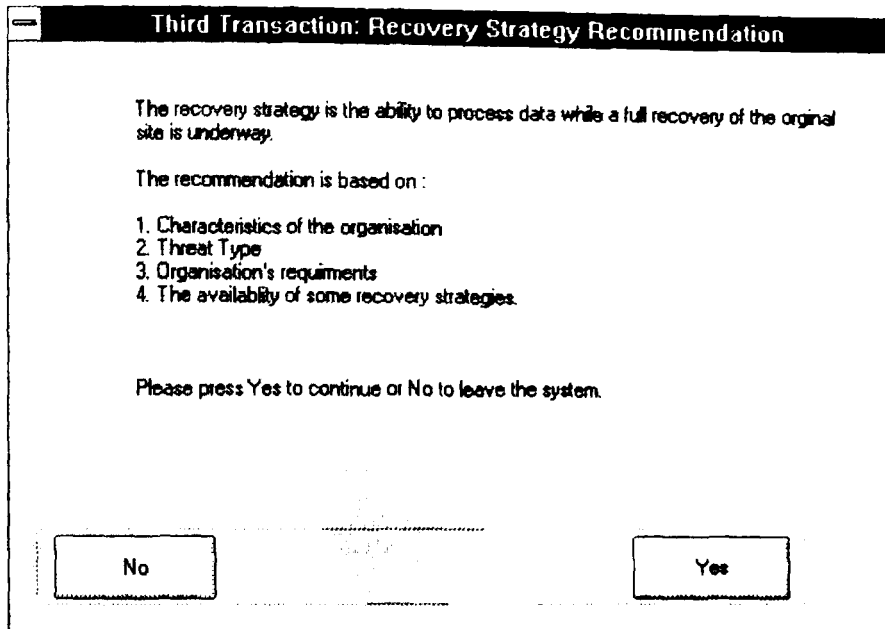 Third Transaction: Recovery Strategy Recommendation
The recovery strategy is the ability to process data while a full recovery of the orginal
site is underway.
The recommendation is based on :
1. Characteristics of the organisation
2. Threat Type
3. Organisation's requirments
4. The availablity of some recovery strategies.
Please press Yes to continue or No to leave the system.
No
Yes